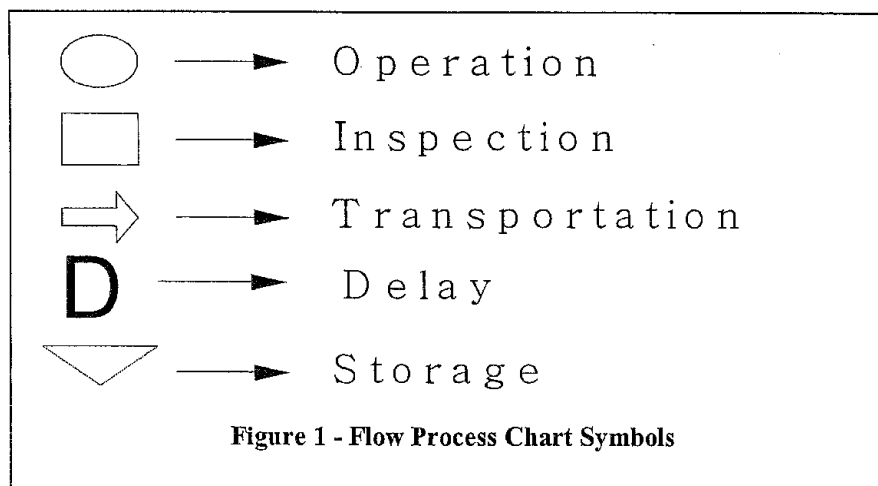 Operation
Inspection
Transportation
D Delay
Storage
Figure 1 - Flow Process Chart Symbols